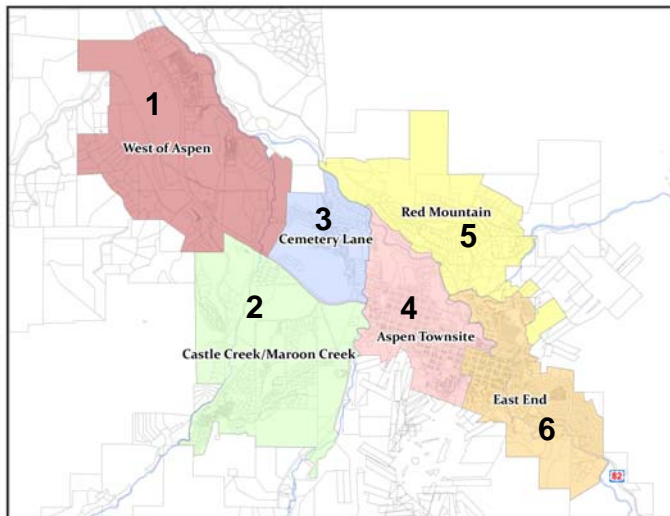 1
West of Aspen
3
Cemetery Lane
Red Mountain
5
2
Castle Creek/Maroon Creek
4
Aspen Townsite
East End
6
82